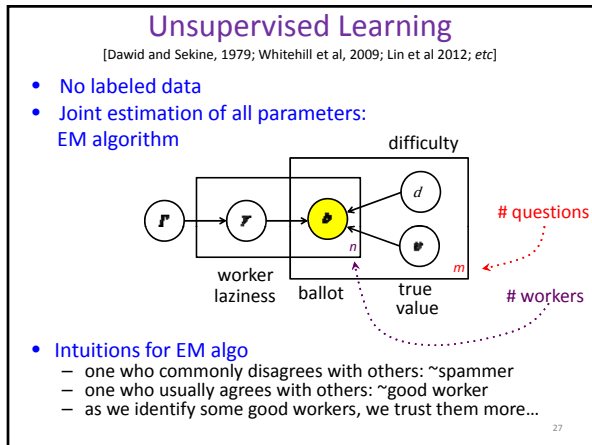 Unsupervised Learning
[Dawid and Sekine, 1979; Whitehill et al, 2009; Lin et al 2012; etc]
• No labeled data
• Joint estimation of all parameters:
EM algorithm
difficulty
d
Γ
γ
b
v
n
m
# questions
worker
laziness
ballot
true
value
# workers
• Intuitions for EM algo
– one who commonly disagrees with others: ~spammer
– one who usually agrees with others: ~good worker
– as we identify some good workers, we trust them more…
27